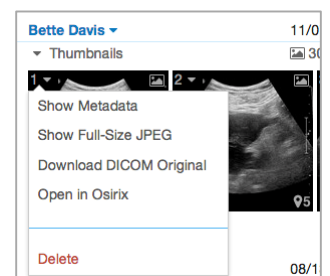 Bette Davis 11/0
Thumbnails 30
1 2
Show Metadata
Show Full-Size JPEG
Download DICOM Original
Open in Osirix
5
Delete
08/1